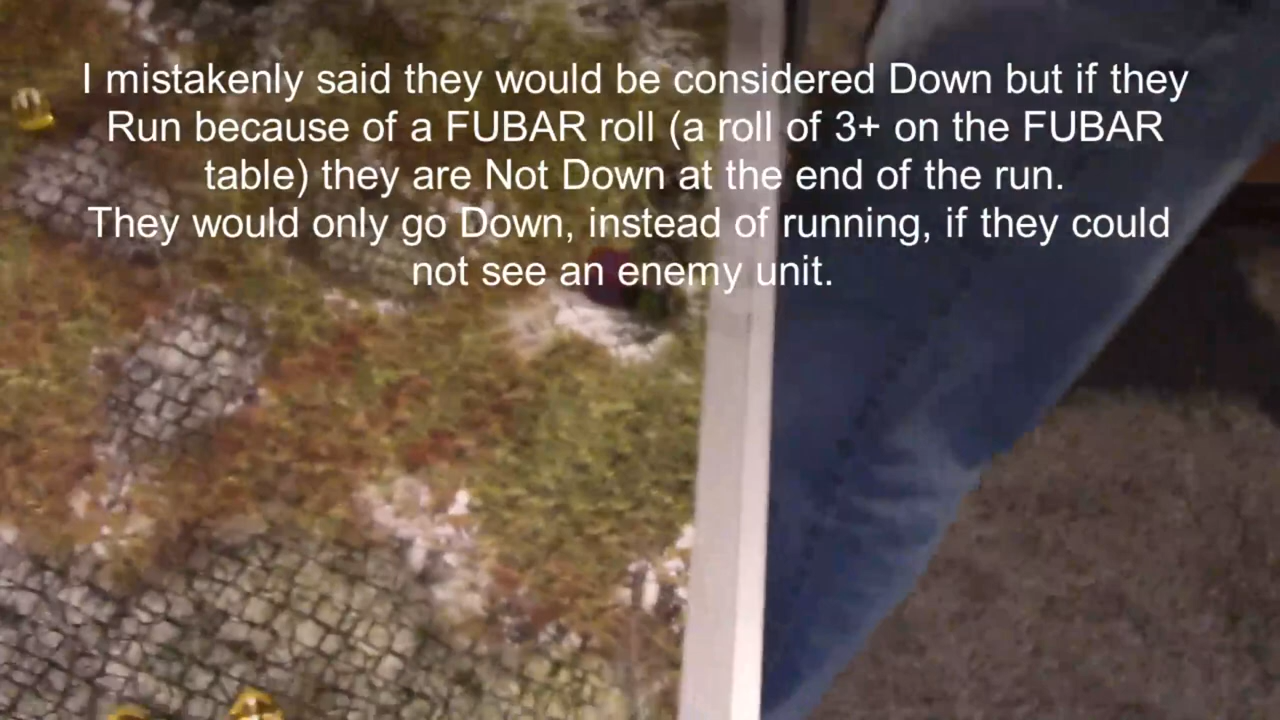 I mistakenly said they would be considered Down but if they
Run because of a FUBAR roll (a roll of 3+ on the FUBAR
table) they are Not Down at the end of the run.
They would only go Down, instead of running, if they could
not see an enemy unit.